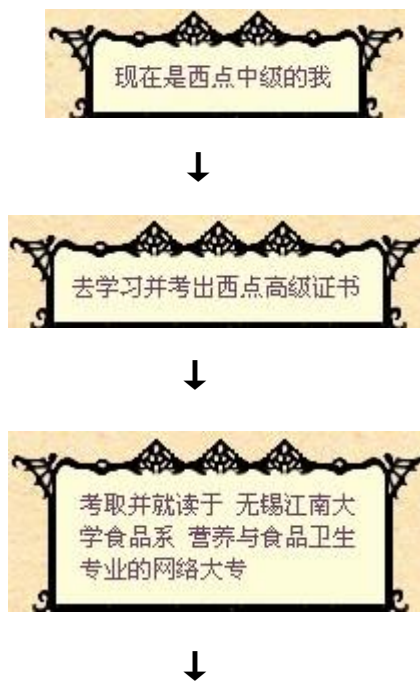 现在是西点中级的我
去学习并考出西点高级证书
考取并就读于 无锡江南大
学食品系 营养与食品卫生
专业的网络大专